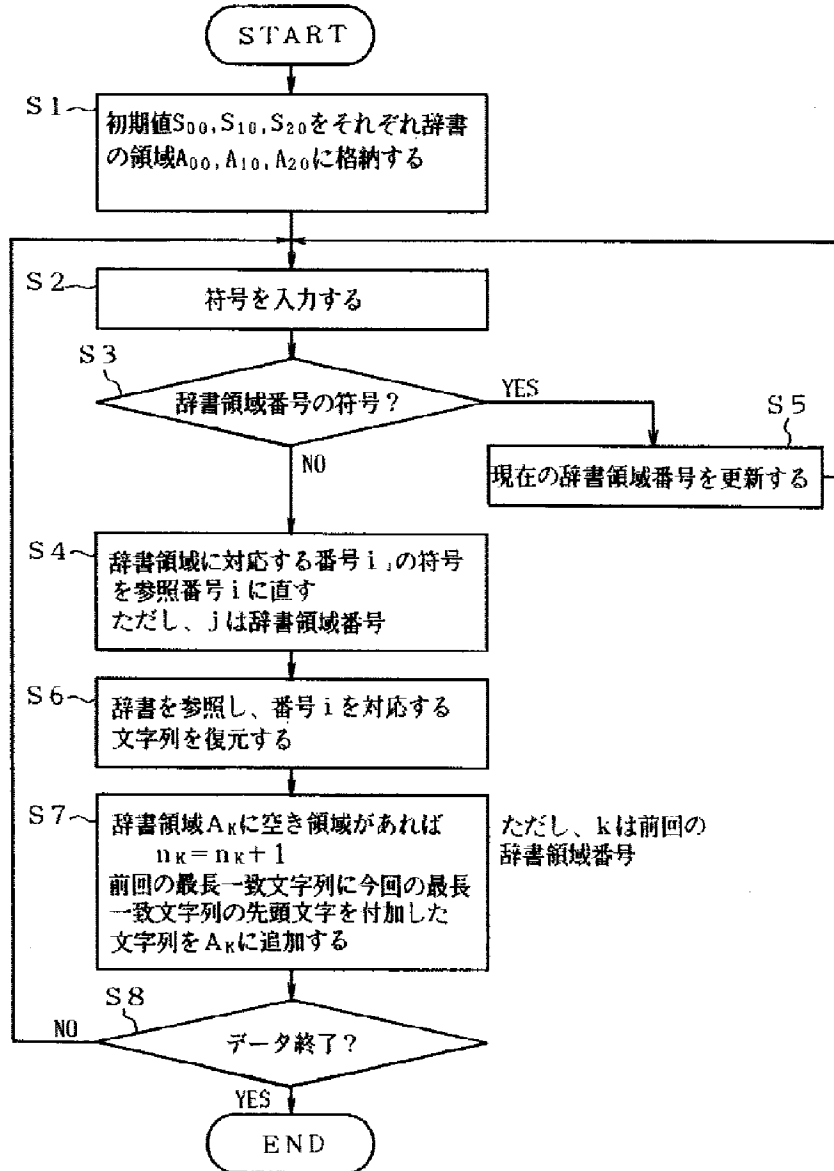 START
S1
初期値S₀₀,S₁₀,S₂₀をそれぞれ辞書
の領域A₀₀,A₁₀,A₂₀に格納する
S2
符号を入力する
S3
辞書領域番号の符号?
YES
NO
S5
現在の辞書領域番号を更新する
S4
辞書領域に対応する番号iⱼの符号
を参照番号iに直す
ただし、jは辞書領域番号
S6
辞書を参照し、番号iを対応する
文字列を復元する
S7
辞書領域A_Kに空き領域があれば
n_K=n_K+1
前回の最長一致文字列に今回の最長
一致文字列の先頭文字を付加した
文字列をA_Kに追加する
ただし、kは前回の
辞書領域番号
S8
データ終了?
NO
YES
END